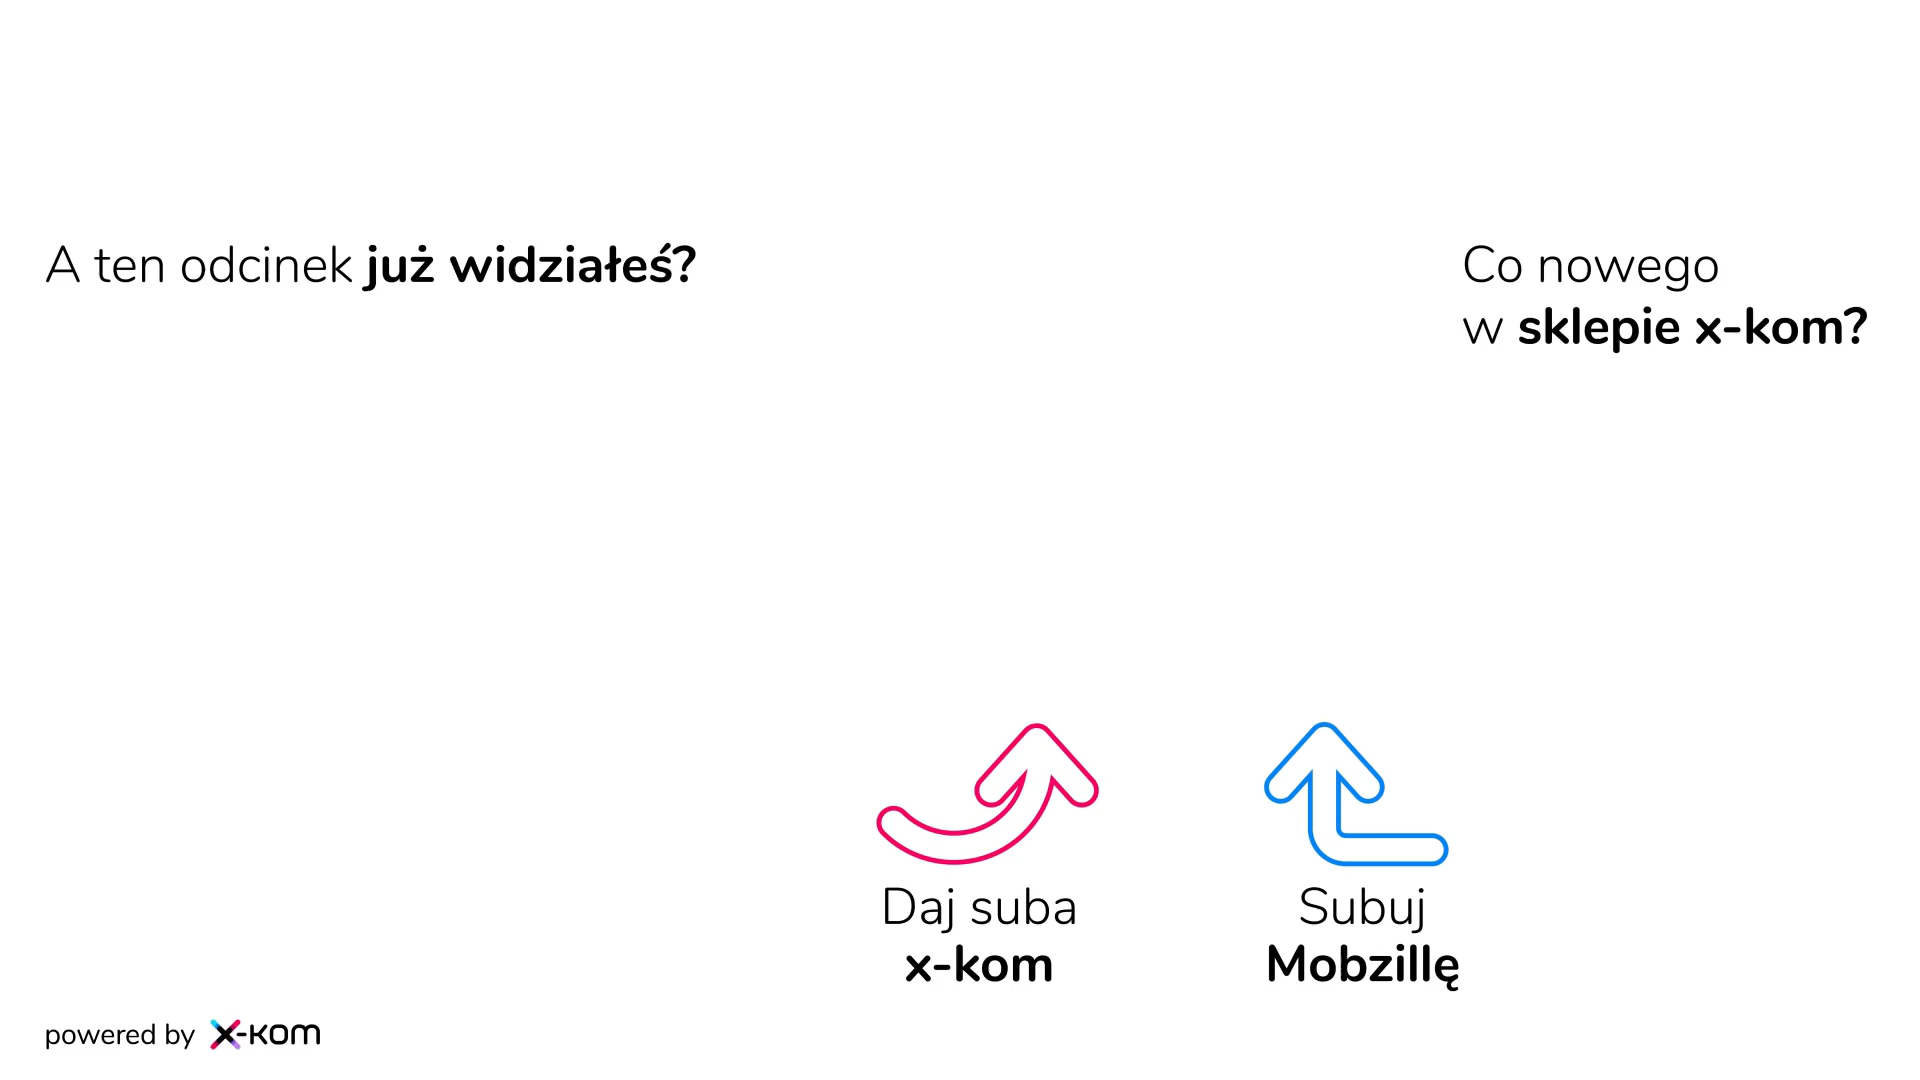 A ten odcinek już widziałeś?
Co nowego
w sklepie x-kom?
Daj suba
x-kom
Subuj
Mobzillę
powered by x-kom